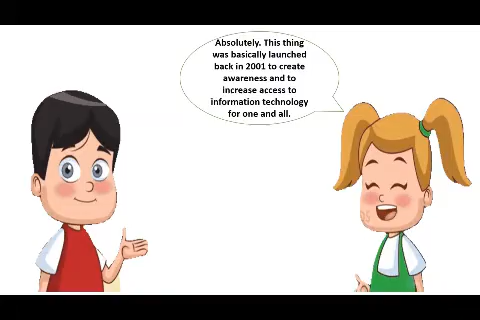 Absolutely. This thing
was basically launched
back in 2001 to create
awareness and to
increase access to
information technology
for one and all.